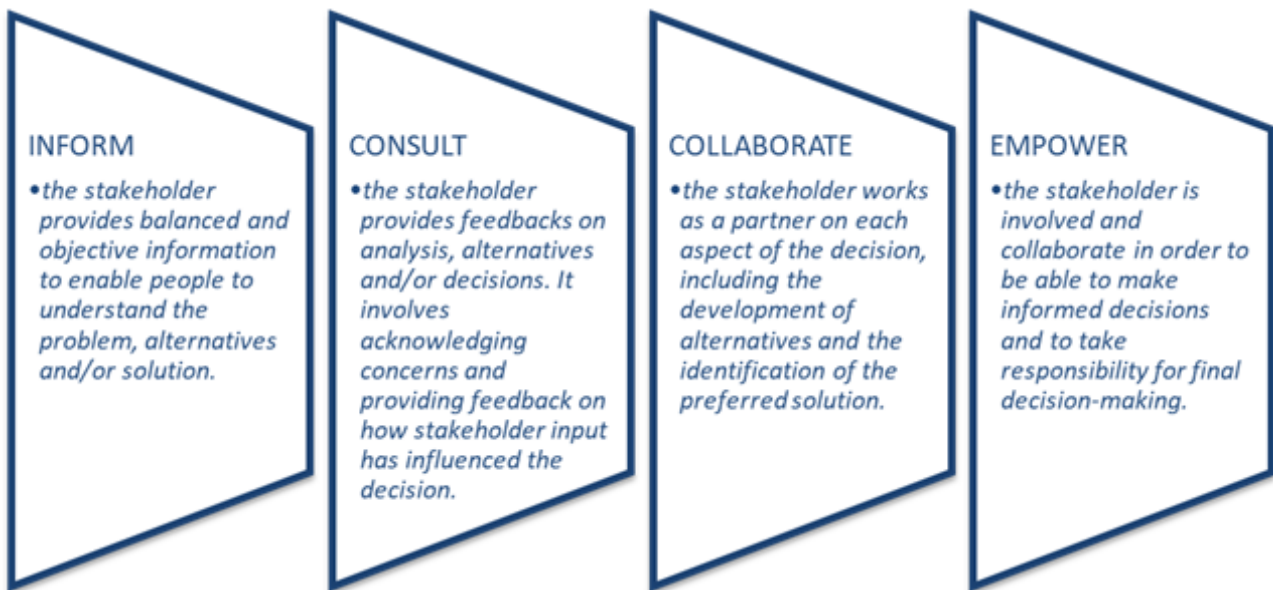 INFORM
•the stakeholder
provides balanced and
objective information
to enable people to
understand the
problem, alternatives
and/or solution.
CONSULT
•the stakeholder
provides feedbacks on
analysis, alternatives
and/or decisions. It
involves
acknowledging
concerns and
providing feedback on
how stakeholder input
has influenced the
decision.
COLLABORATE
•the stakeholder works
as a partner on each
aspect of the decision,
including the
development of
alternatives and the
identification of the
preferred solution.
EMPOWER
•the stakeholder is
involved and
collaborate in order to
be able to make
informed decisions
and to take
responsibility for final
decision-making.